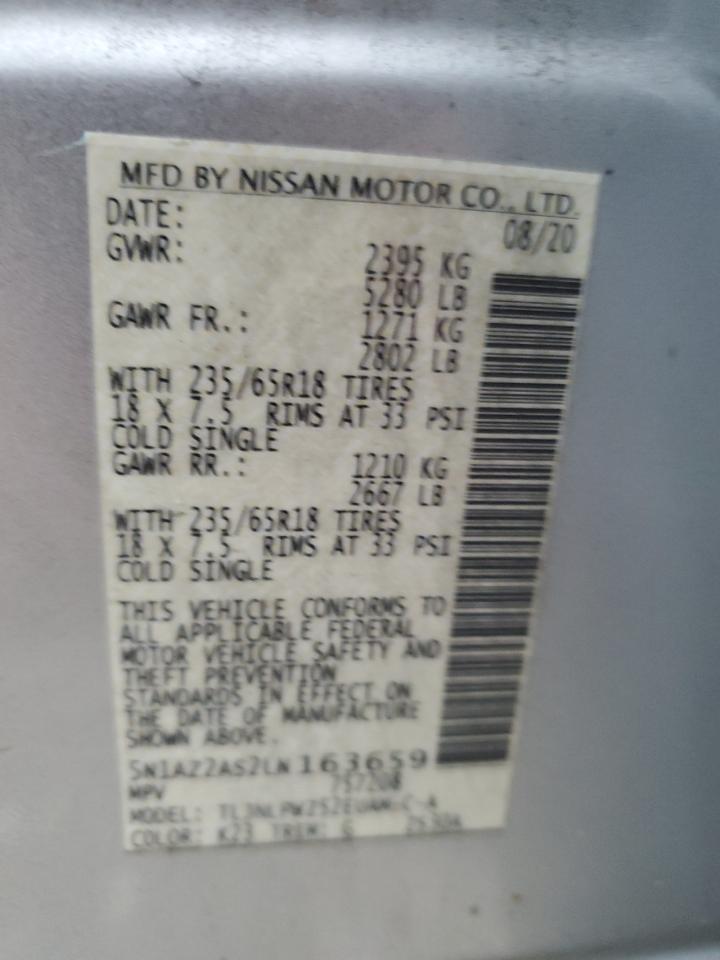 MFD BY NISSAN MOTOR CO., LTD.
DATE: 08/20
GVWR: 2395 KG
5280 LB
GAWR FR.: 1271 KG
2802 LB
WITH 235/65R18 TIRES
18 X 7.5 RIMS AT 33 PSI
COLD SINGLE
GAWR RR.: 1210 KG
2667 LB
WITH 235/65R18 TIRES
18 X 7.5 RIMS AT 33 PSI
COLD SINGLE
THIS VEHICLE CONFORMS TO
ALL APPLICABLE FEDERAL
MOTOR VEHICLE SAFETY AND
THEFT PREVENTION
STANDARDS IN EFFECT ON
THE DATE OF MANUFACTURE
SHOWN ABOVE.
5N1AZ2AS2LN163659
MPV
MODEL:
COLOR: K23 TRIM: G